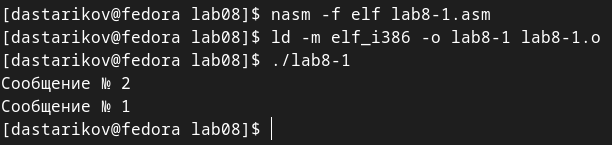 [dastarikov@fedora lab08]$ nasm -f elf lab8-1.asm
[dastarikov@fedora lab08]$ ld -m elf_i386 -o lab8-1 lab8-1.o
[dastarikov@fedora lab08]$ ./lab8-1
Сообщение № 2
Сообщение № 1
[dastarikov@fedora lab08]$